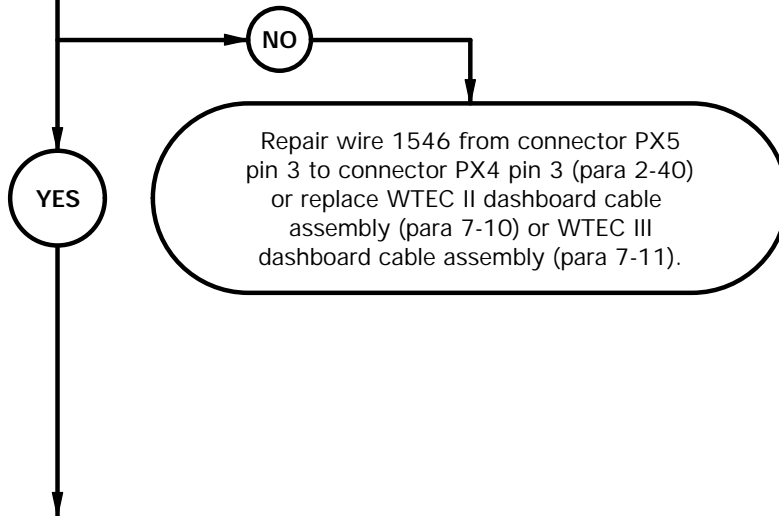 NO
YES
Repair wire 1546 from connector PX5
pin 3 to connector PX4 pin 3 (para 2-40)
or replace WTEC II dashboard cable
assembly (para 7-10) or WTEC III
dashboard cable assembly (para 7-11).